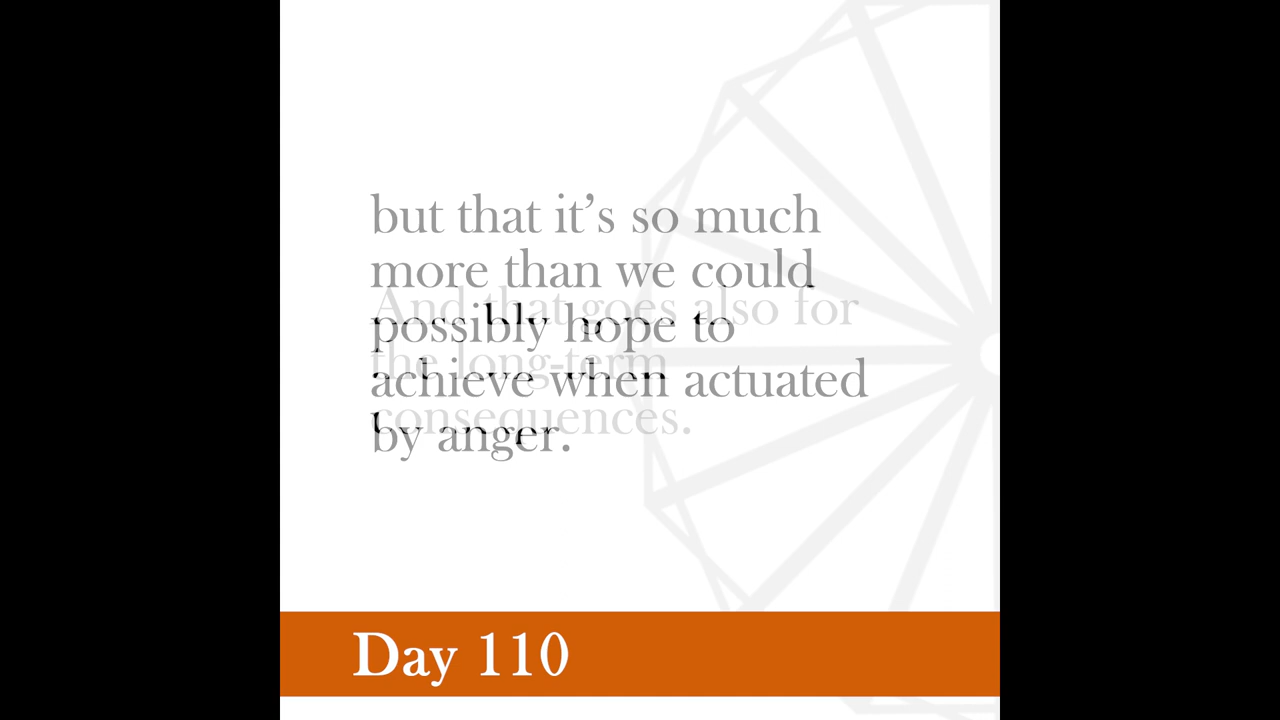 but that it’s so much
more than we could
possibly hope to
achieve when actuated
by anger.
And that goes also for
the long-term
consequences.
Day 110